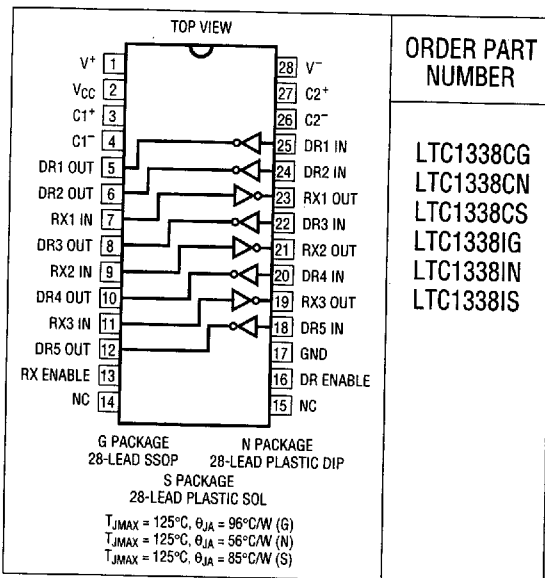 TOP VIEW
V+ 1
VCC 2
C1+ 3
C1− 4
DR1 OUT 5
DR2 OUT 6
RX1 IN 7
DR3 OUT 8
RX2 IN 9
DR4 OUT 10
RX3 IN 11
DR5 OUT 12
RX ENABLE 13
NC 14
28 V−
27 C2+
26 C2−
25 DR1 IN
24 DR2 IN
23 RX1 OUT
22 DR3 IN
21 RX2 OUT
20 DR4 IN
19 RX3 OUT
18 DR5 IN
17 GND
16 DR ENABLE
15 NC
G PACKAGE
28-LEAD SSOP
N PACKAGE
28-LEAD PLASTIC DIP
S PACKAGE
28-LEAD PLASTIC SOL
TJMAX = 125°C, θJA = 96°C/W (G)
TJMAX = 125°C, θJA = 56°C/W (N)
TJMAX = 125°C, θJA = 85°C/W (S)
ORDER PART
NUMBER
LTC1338CG
LTC1338CN
LTC1338CS
LTC1338IG
LTC1338IN
LTC1338IS